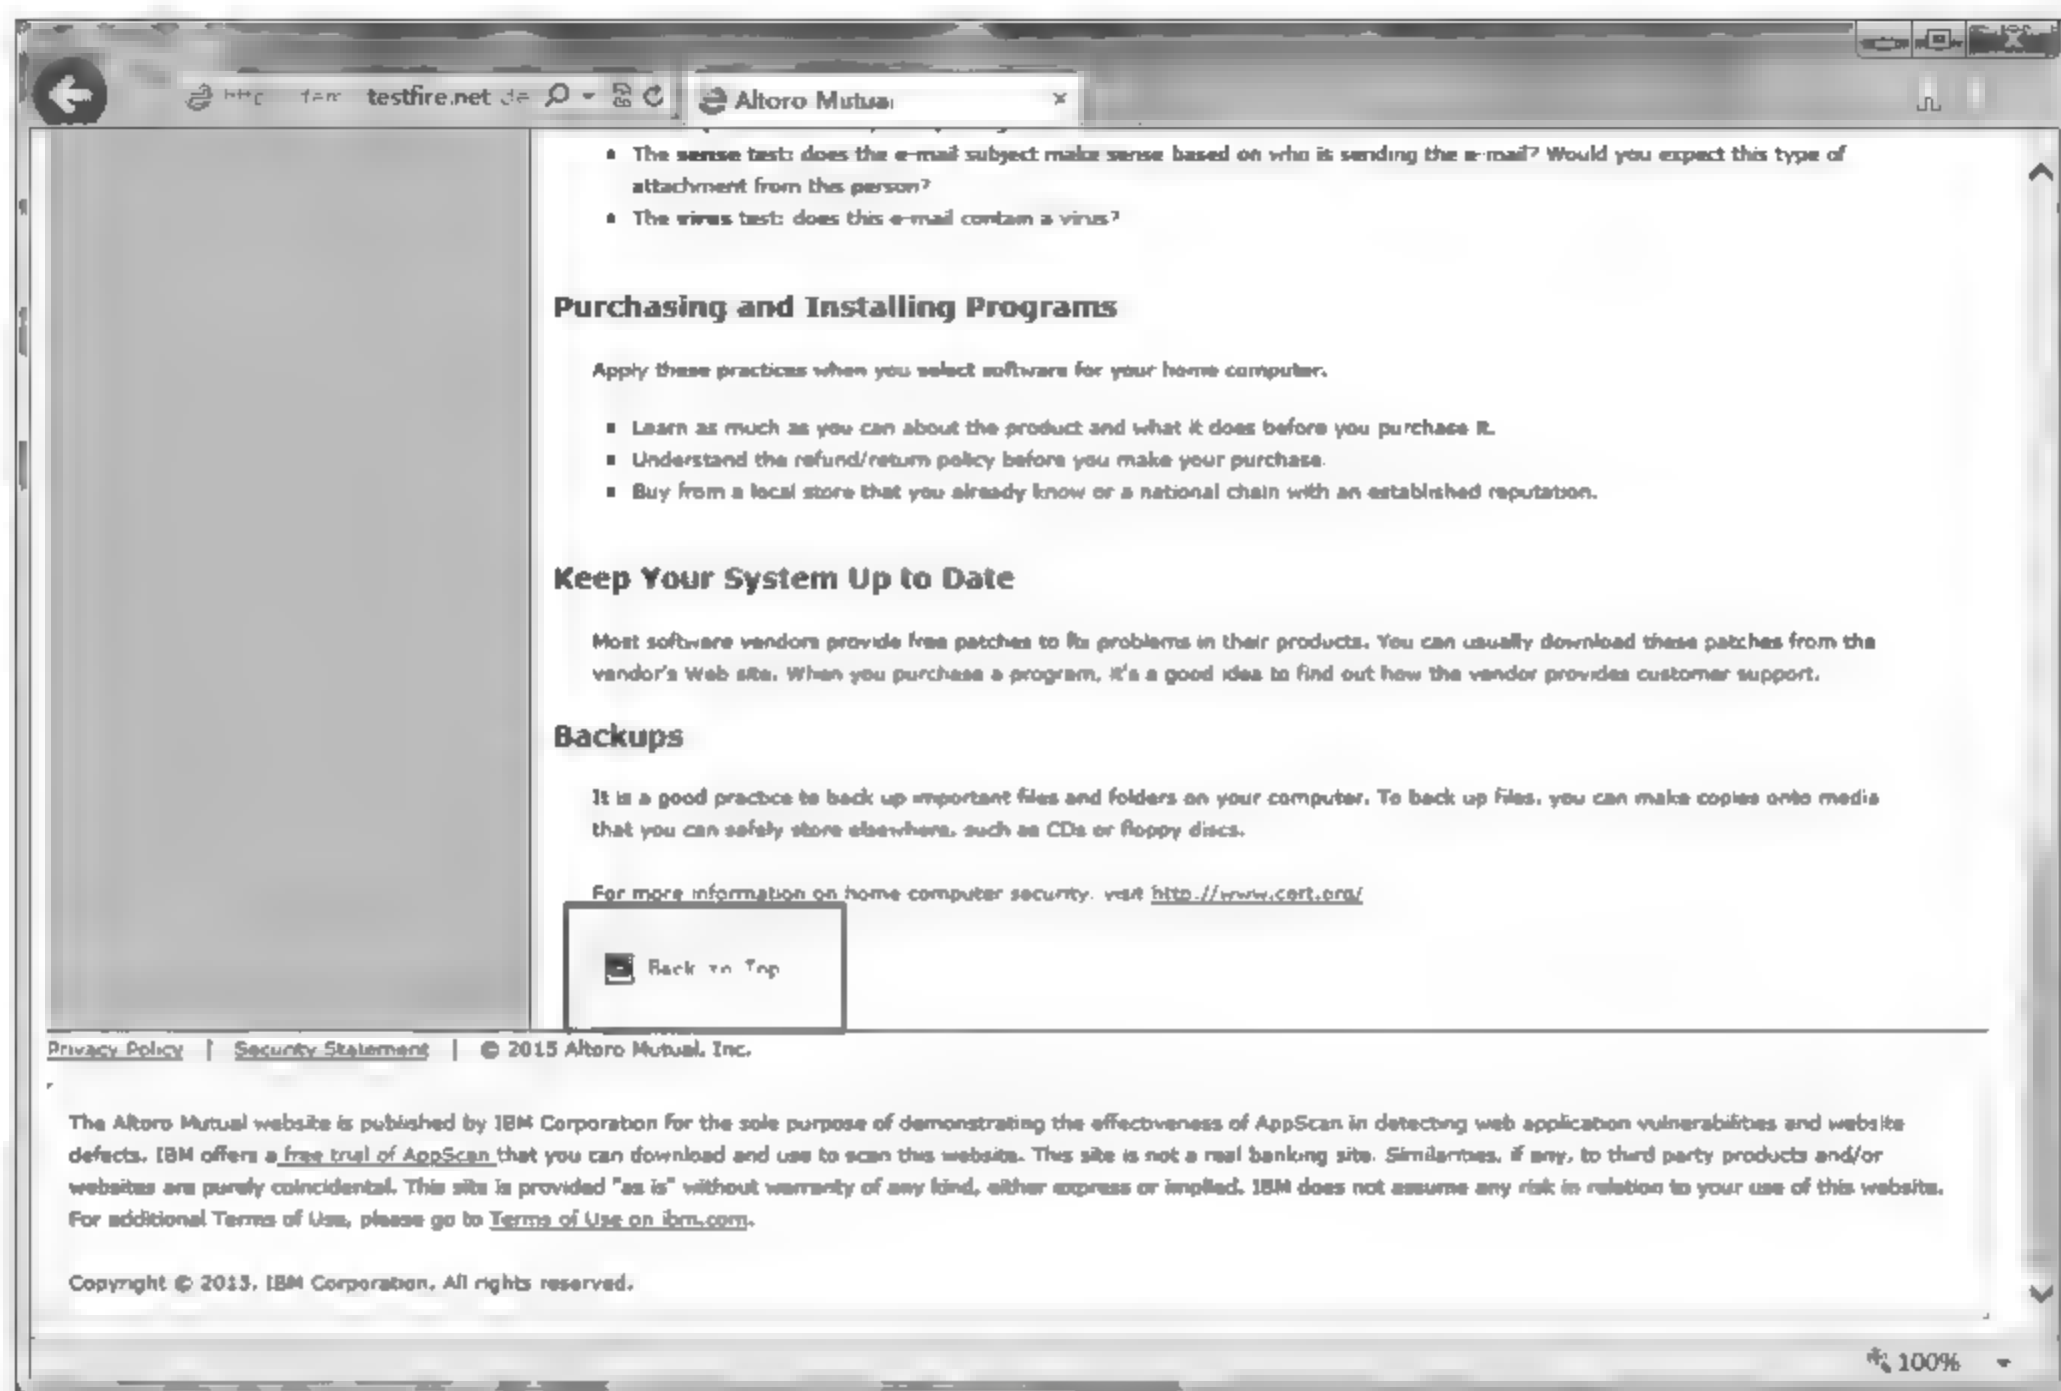 testfire.net
Altoro Mutual
The sense test: does the e-mail subject make sense based on who is sending the e-mail? Would you expect this type of
attachment from this person?
The virus test: does this e-mail contain a virus?
Purchasing and Installing Programs
Apply these practices when you select software for your home computer.
Learn as much as you can about the product and what it does before you purchase it.
Understand the refund/return policy before you make your purchase.
Buy from a local store that you already know or a national chain with an established reputation.
Keep Your System Up to Date
Most software vendors provide free patches to fix problems in their products. You can usually download these patches from the
vendor's Web site. When you purchase a program, it's a good idea to find out how the vendor provides customer support.
Backups
It is a good practice to back up important files and folders on your computer. To back up files, you can make copies onto media
that you can safely store elsewhere, such as CDs or floppy discs.
For more information on home computer security, visit http://www.cert.org/
Back to Top
Privacy Policy | Security Statement | © 2015 Altoro Mutual, Inc.
The Altoro Mutual website is published by IBM Corporation for the sole purpose of demonstrating the effectiveness of AppScan in detecting web application vulnerabilities and website
defects. IBM offers a free trial of AppScan that you can download and use to scan this website. This site is not a real banking site. Similarities, if any, to third party products and/or
websites are purely coincidental. This site is provided "as is" without warranty of any kind, either express or implied. IBM does not assume any risk in relation to your use of this website.
For additional Terms of Use, please go to Terms of Use on ibm.com.
Copyright © 2015, IBM Corporation, All rights reserved.
100%